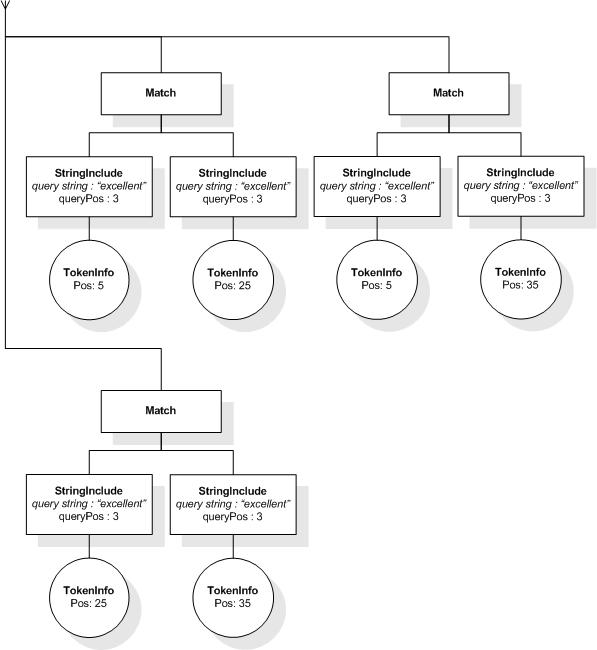 Match
Match
StringInclude
query string : “excellent”
queryPos : 3
StringInclude
query string : “excellent”
queryPos : 3
StringInclude
query string : “excellent”
queryPos : 3
StringInclude
query string : “excellent”
queryPos : 3
TokenInfo
Pos: 5
TokenInfo
Pos: 25
TokenInfo
Pos: 5
TokenInfo
Pos: 35
Match
StringInclude
query string : “excellent”
queryPos : 3
StringInclude
query string : “excellent”
queryPos : 3
TokenInfo
Pos: 25
TokenInfo
Pos: 35